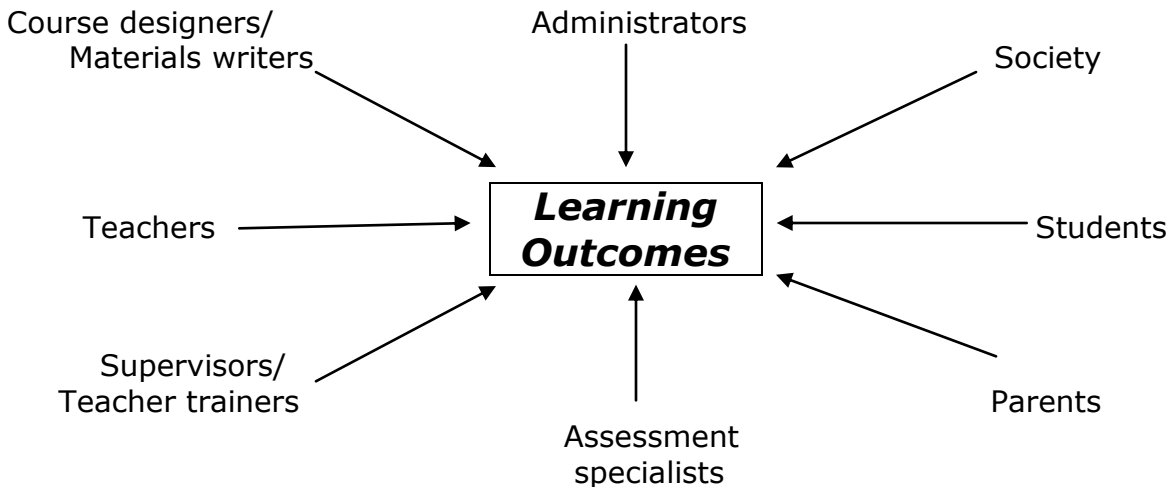 Course designers/
Materials writers
Administrators
Society
Teachers
Learning
Outcomes
Students
Supervisors/
Teacher trainers
Assessment
specialists
Parents